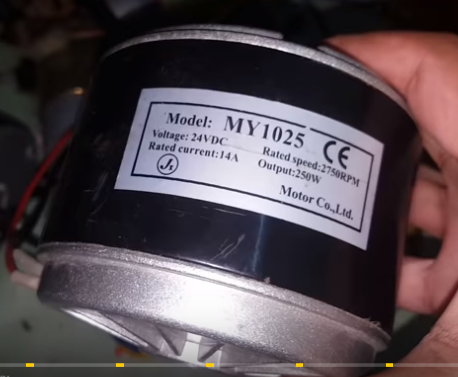 Model: MY1025 CE
Voltage: 24VDC Rated speed:2750RPM
Rated current:14A Output:250W
Motor Co.,Ltd.